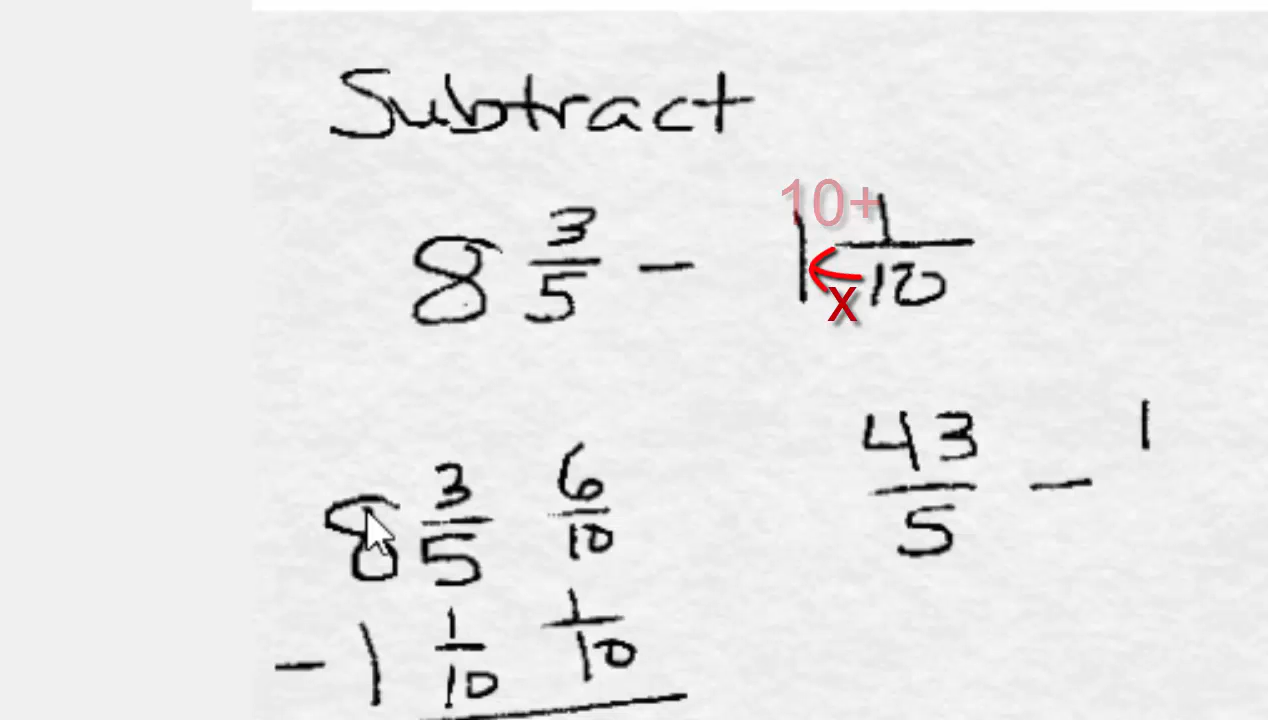 Subtract
8 3/5 - 1 1/10
10+
x
8 3/5 6/10
- 1 1/10 1/10
43/5 - 1